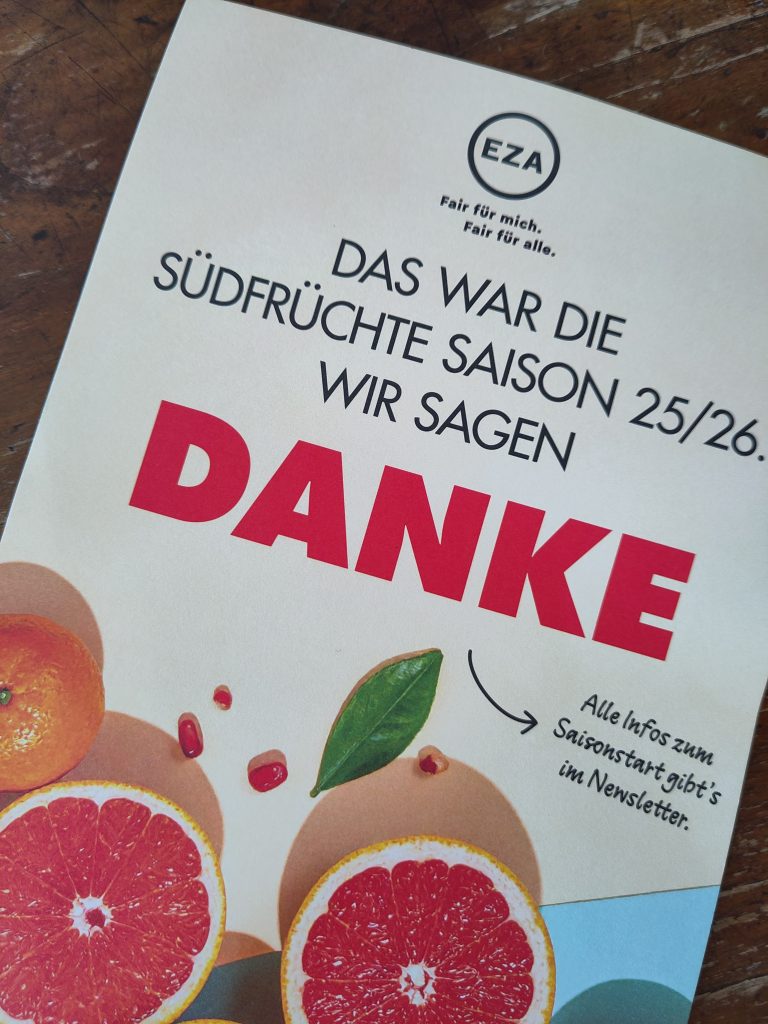 EZA
Fair für mich.
Fair für alle.
DAS WAR DIE
SÜDFRÜCHTE SAISON 25/26.
WIR SAGEN
DANKE
Alle Infos zum
Saisonstart gibt's
im Newsletter.